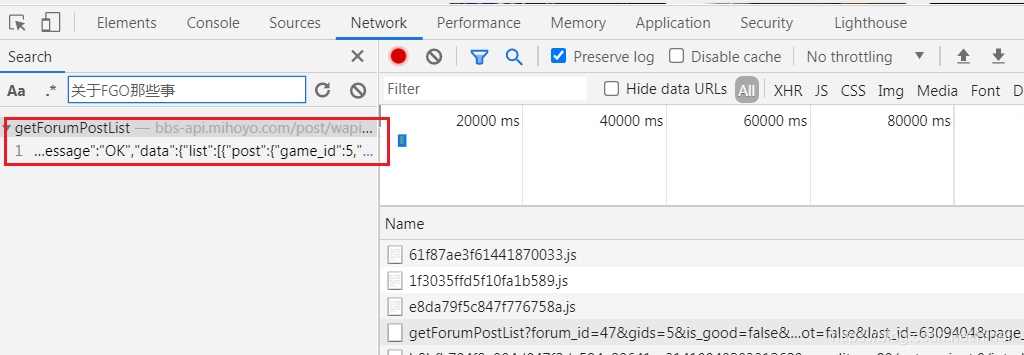 Elements Console Sources Network Performance Memory Application Security Lighthouse
Search
Preserve log Disable cache No throttling
Aa .* 关于FGO那些事
Filter Hide data URLs All XHR JS CSS Img Media Font D
getForumPostList — bbs-api.mihoyo.com/post/wapi...
1 ...essage":"OK","data":{"list":[{"post":{"game_id":5,"...
20000 ms 40000 ms 60000 ms 80000 ms
Name
61f87ae3f61441870033.js
1f3035ffd5f10fa1b589.js
e8da79f5c847f776758a.js
getForumPostList?forum_id=47&gids=5&is_good=false&...ot=false&last_id=6309404&page